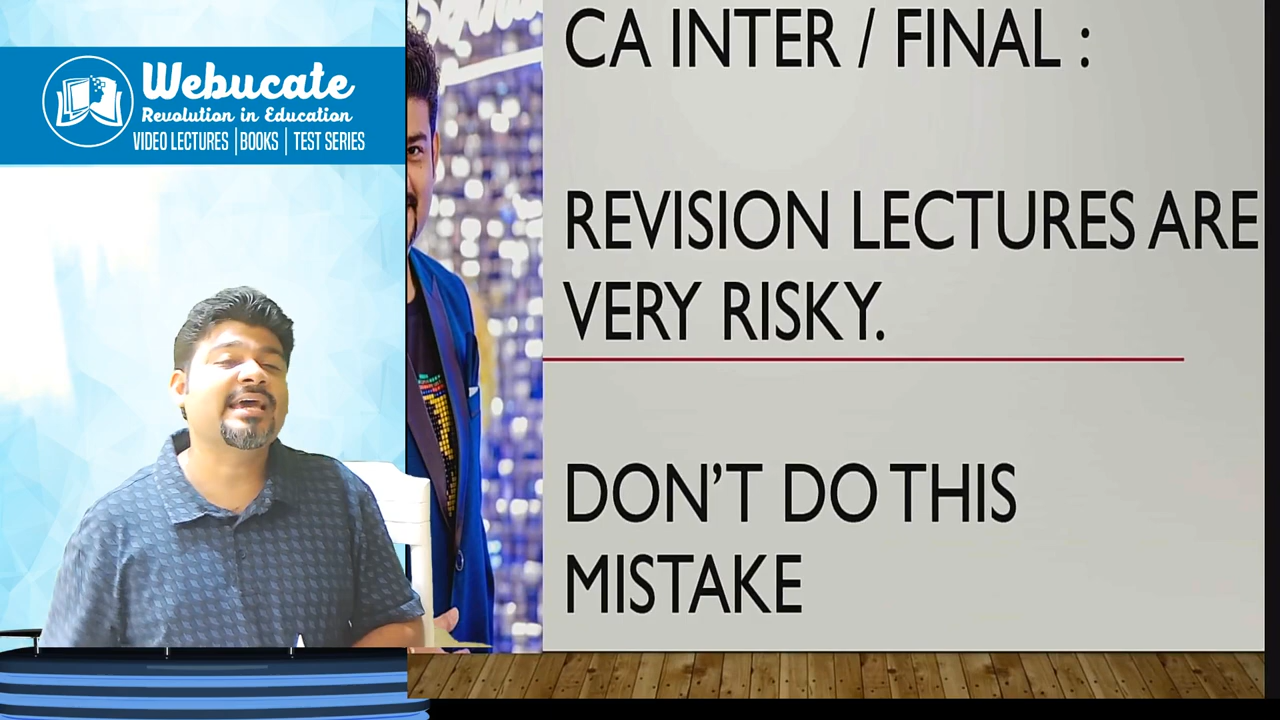 Webucate
Revolution in Education
VIDEO LECTURES | BOOKS | TEST SERIES
CA INTER / FINAL :
REVISION LECTURES ARE
VERY RISKY.
DON'T DO THIS
MISTAKE